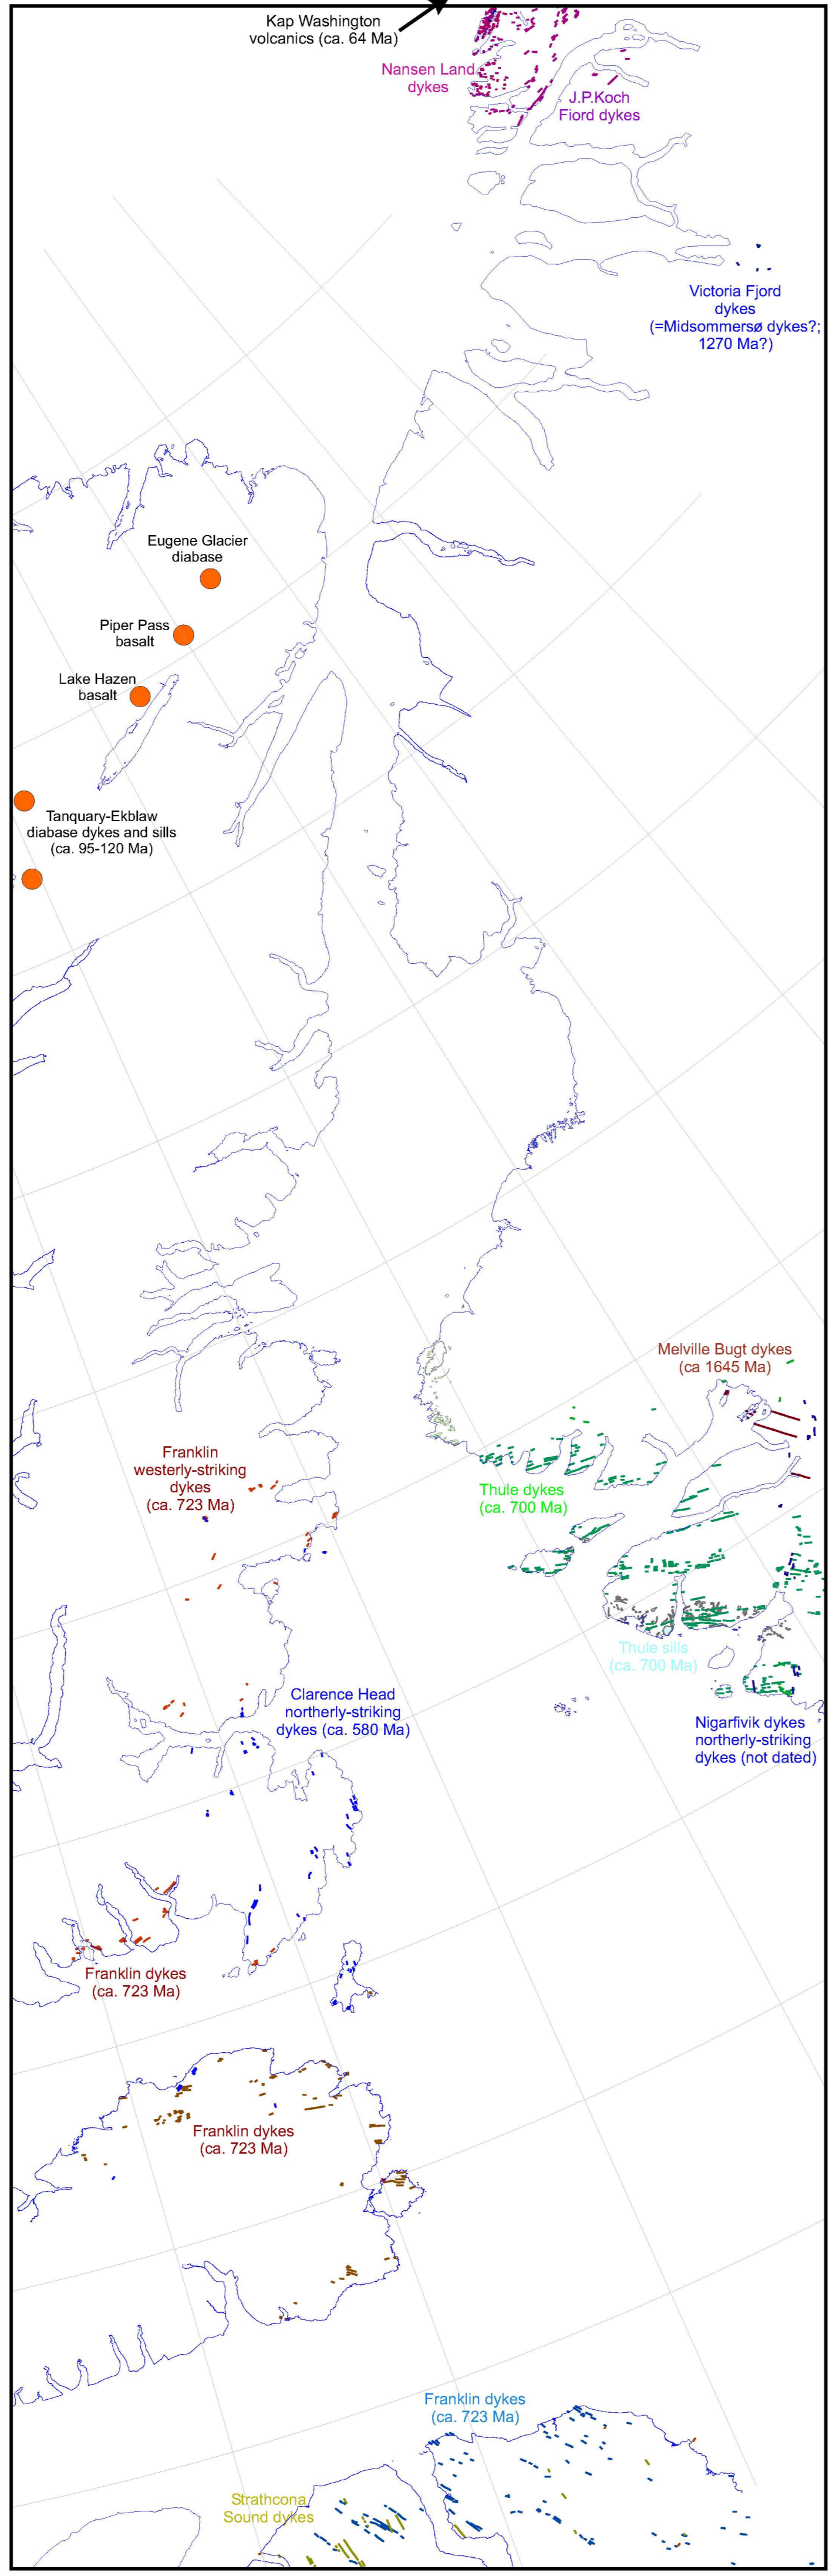 Kap Washington
volcanics (ca. 64 Ma)
Nansen Land
dykes
J.P.Koch
Fiord dykes
Victoria Fjord
dykes
(=Midsommersø dykes?;
1270 Ma?)
Eugene Glacier
diabase
Piper Pass
basalt
Lake Hazen
basalt
Tanquary-Ekblaw
diabase dykes and sills
(ca. 95-120 Ma)
Melville Bugt dykes
(ca 1645 Ma)
Franklin
westerly-striking
dykes
(ca. 723 Ma)
Thule dykes
(ca. 700 Ma)
Thule sills
(ca. 700 Ma)
Clarence Head
northerly-striking
dykes (ca. 580 Ma)
Nigarfivik dykes
northerly-striking
dykes (not dated)
Franklin dykes
(ca. 723 Ma)
Franklin dykes
(ca. 723 Ma)
Franklin dykes
(ca. 723 Ma)
Strathcona
Sound dykes